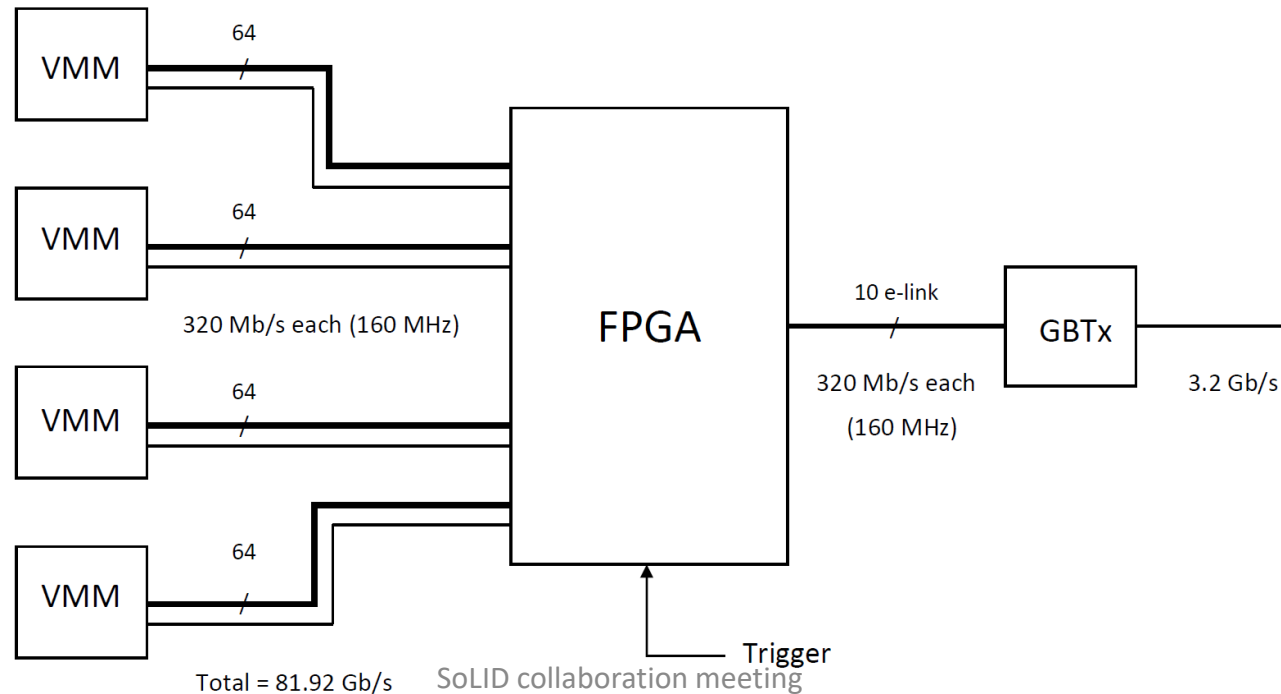 VMM
64
VMM
64
320 Mb/s each (160 MHz)
VMM
64
VMM
64
Total = 81.92 Gb/s
FPGA
Trigger
10 e-link
320 Mb/s each
(160 MHz)
GBTx
3.2 Gb/s
SoLID collaboration meeting